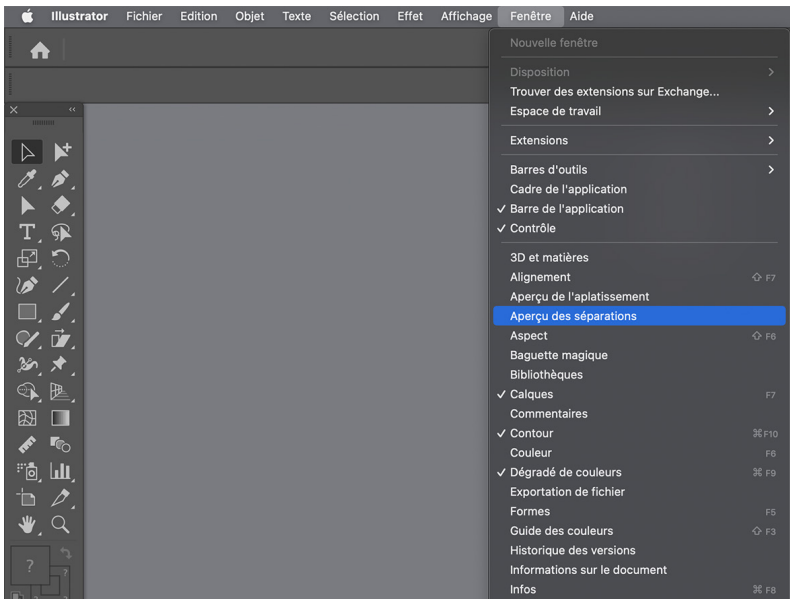 Illustrator Fichier Edition Objet Texte Sélection Effet Affichage Fenêtre Aide
Nouvelle fenêtre
Disposition
Trouver des extensions sur Exchange...
Espace de travail
Extensions
Barres d'outils
Cadre de l'application
✓ Barre de l'application
✓ Contrôle
3D et matières
Alignement ⇧ F7
Aperçu de l'aplatissement
Aperçu des séparations
Aspect ⇧ F6
Baguette magique
Bibliothèques
✓ Calques F7
Commentaires
✓ Contour ⌘F10
Couleur F6
✓ Dégradé de couleurs ⌘ F9
Exportation de fichier
Formes F5
Guide des couleurs ⇧ F3
Historique des versions
Informations sur le document
Infos ⌘ F8